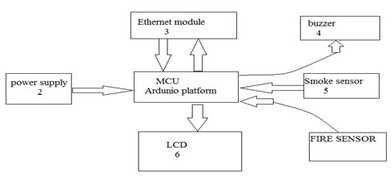 Ethernet module
3
buzzer
4
power supply
2
MCU
Ardunio platform
Smoke sensor
5
LCD
6
FIRE SENSOR